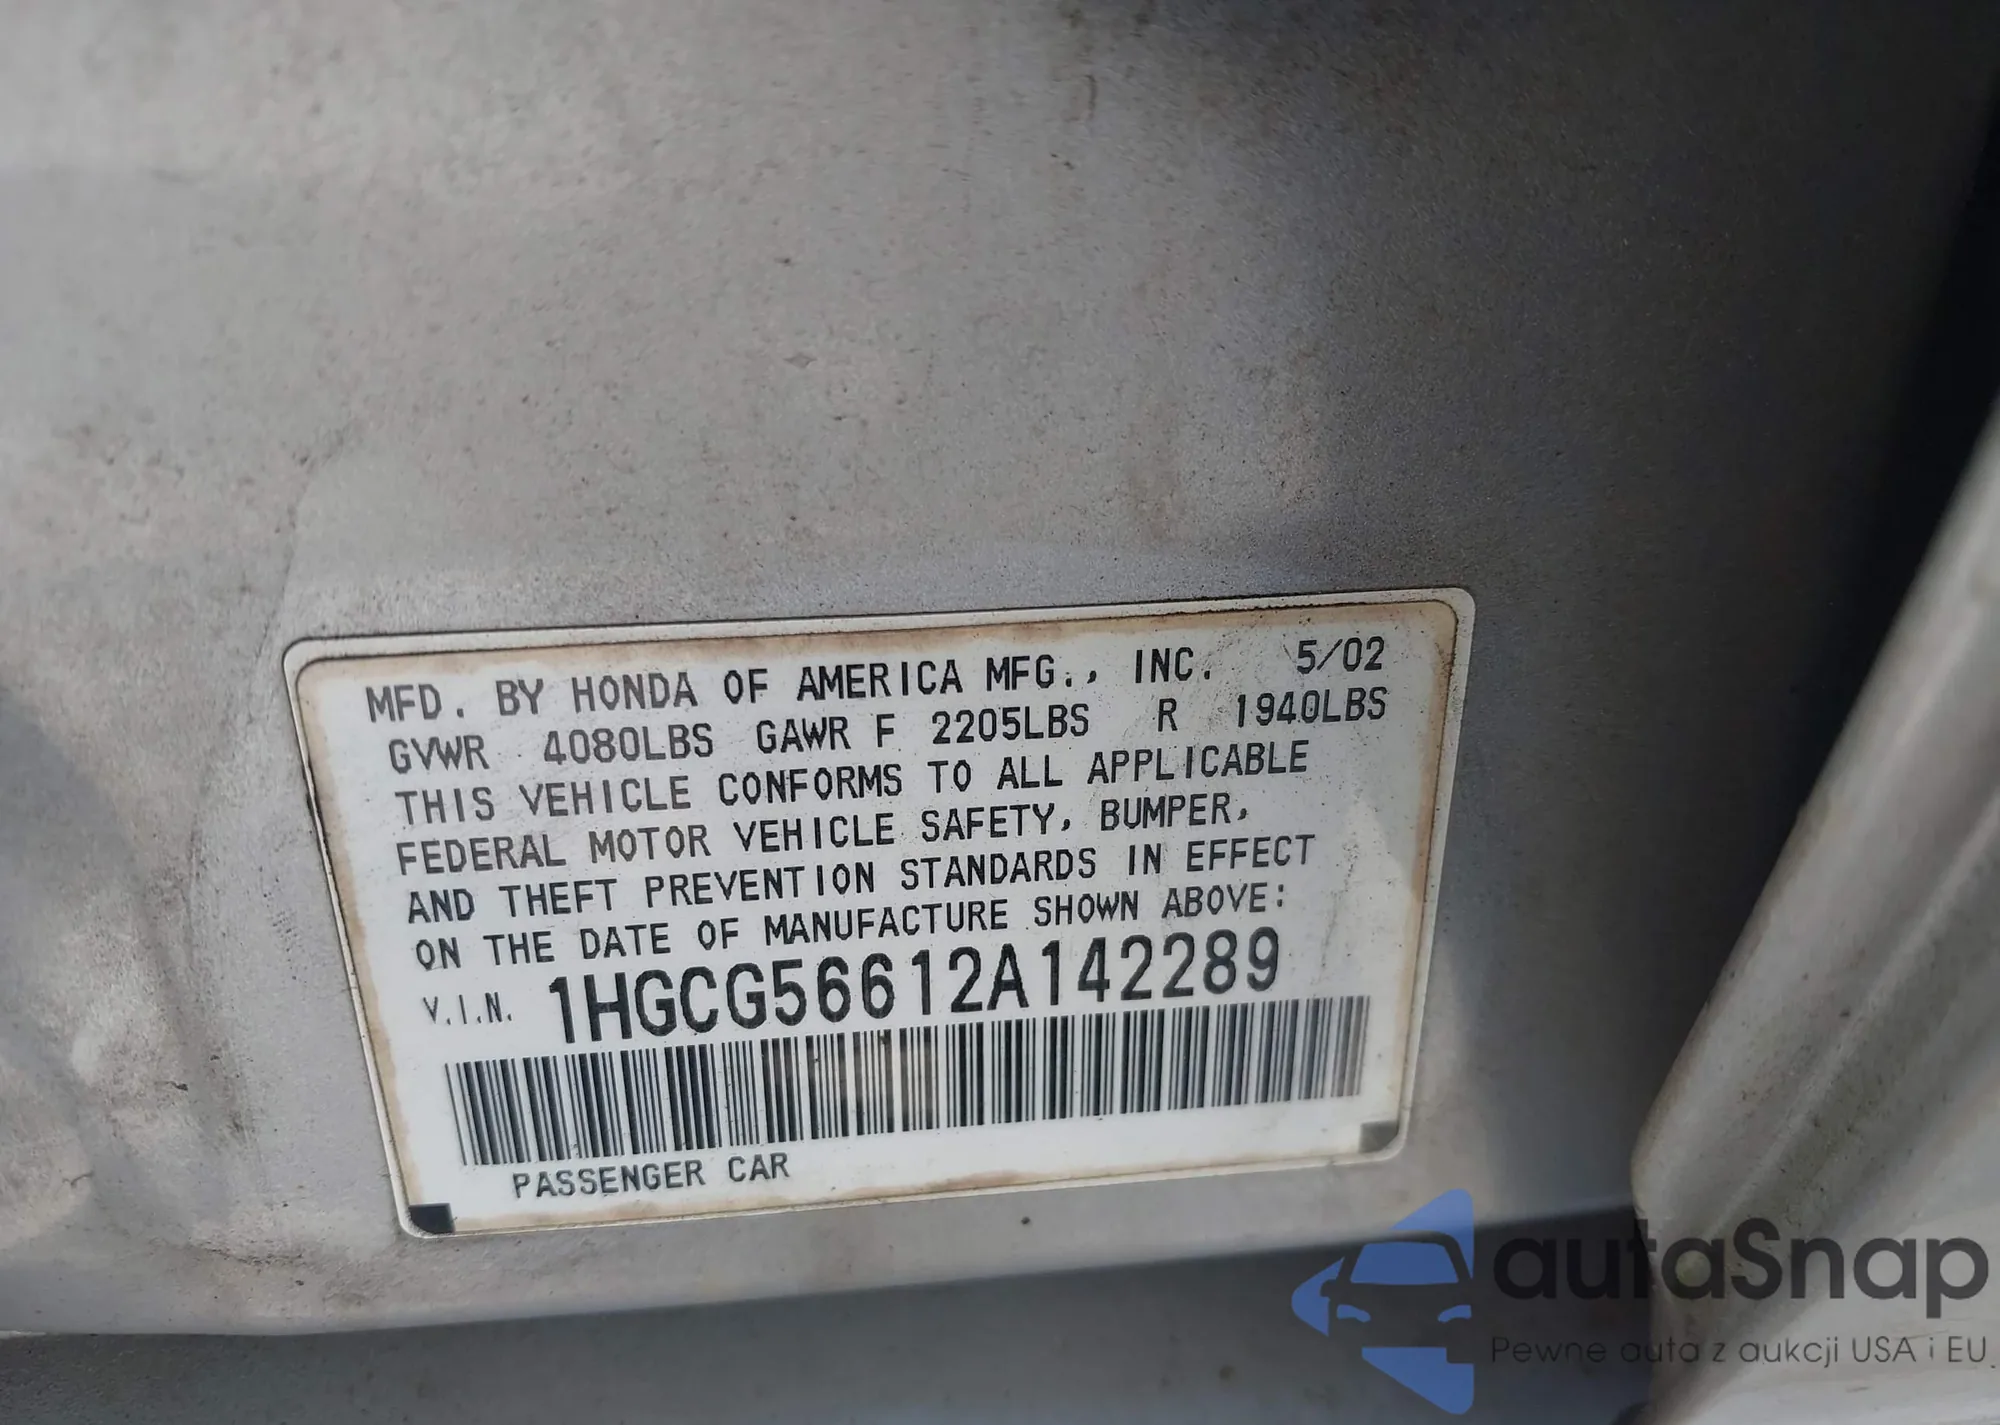 MFD. BY HONDA OF AMERICA MFG., INC. 5/02
GVWR 4080LBS GAWR F 2205LBS R 1940LBS
THIS VEHICLE CONFORMS TO ALL APPLICABLE
FEDERAL MOTOR VEHICLE SAFETY, BUMPER,
AND THEFT PREVENTION STANDARDS IN EFFECT
ON THE DATE OF MANUFACTURE SHOWN ABOVE:
V.I.N. 1HGCG56612A142289
PASSENGER CAR
autaSnap
Pewne auta z aukcji USA i EU.